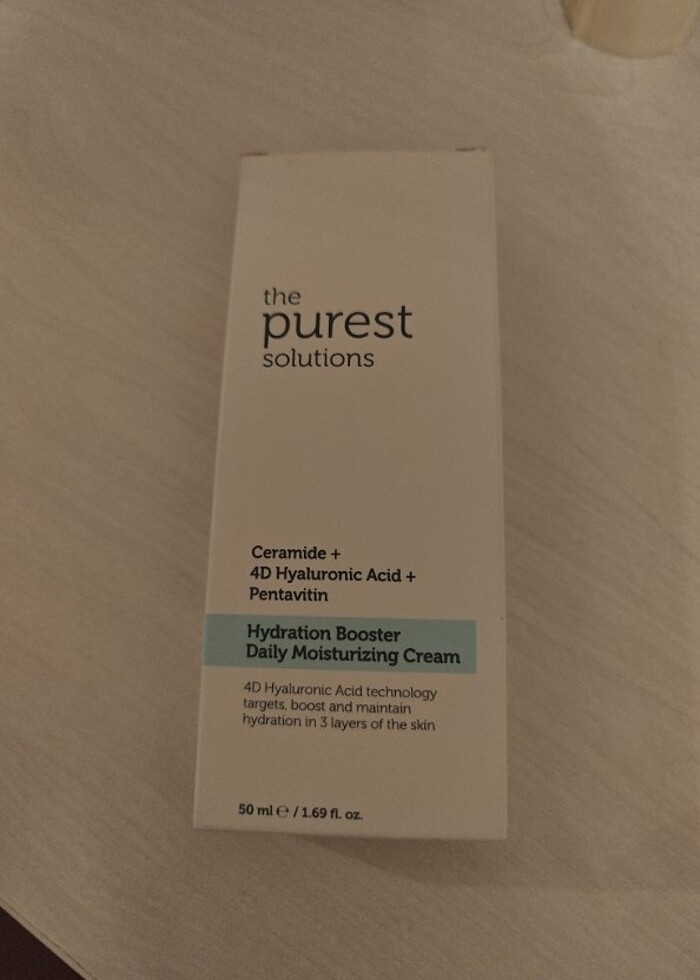 the
purest
solutions
Ceramide +
4D Hyaluronic Acid +
Pentavitin
Hydration Booster
Daily Moisturizing Cream
4D Hyaluronic Acid technology
targets, boost and maintain
hydration in 3 layers of the skin
50 ml ℮ / 1.69 fl. oz.